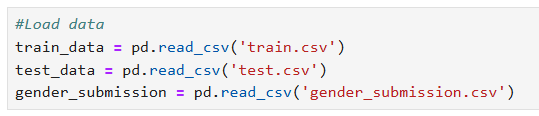 #Load data
train_data = pd.read_csv('train.csv')
test_data = pd.read_csv('test.csv')
gender_submission = pd.read_csv('gender_submission.csv')